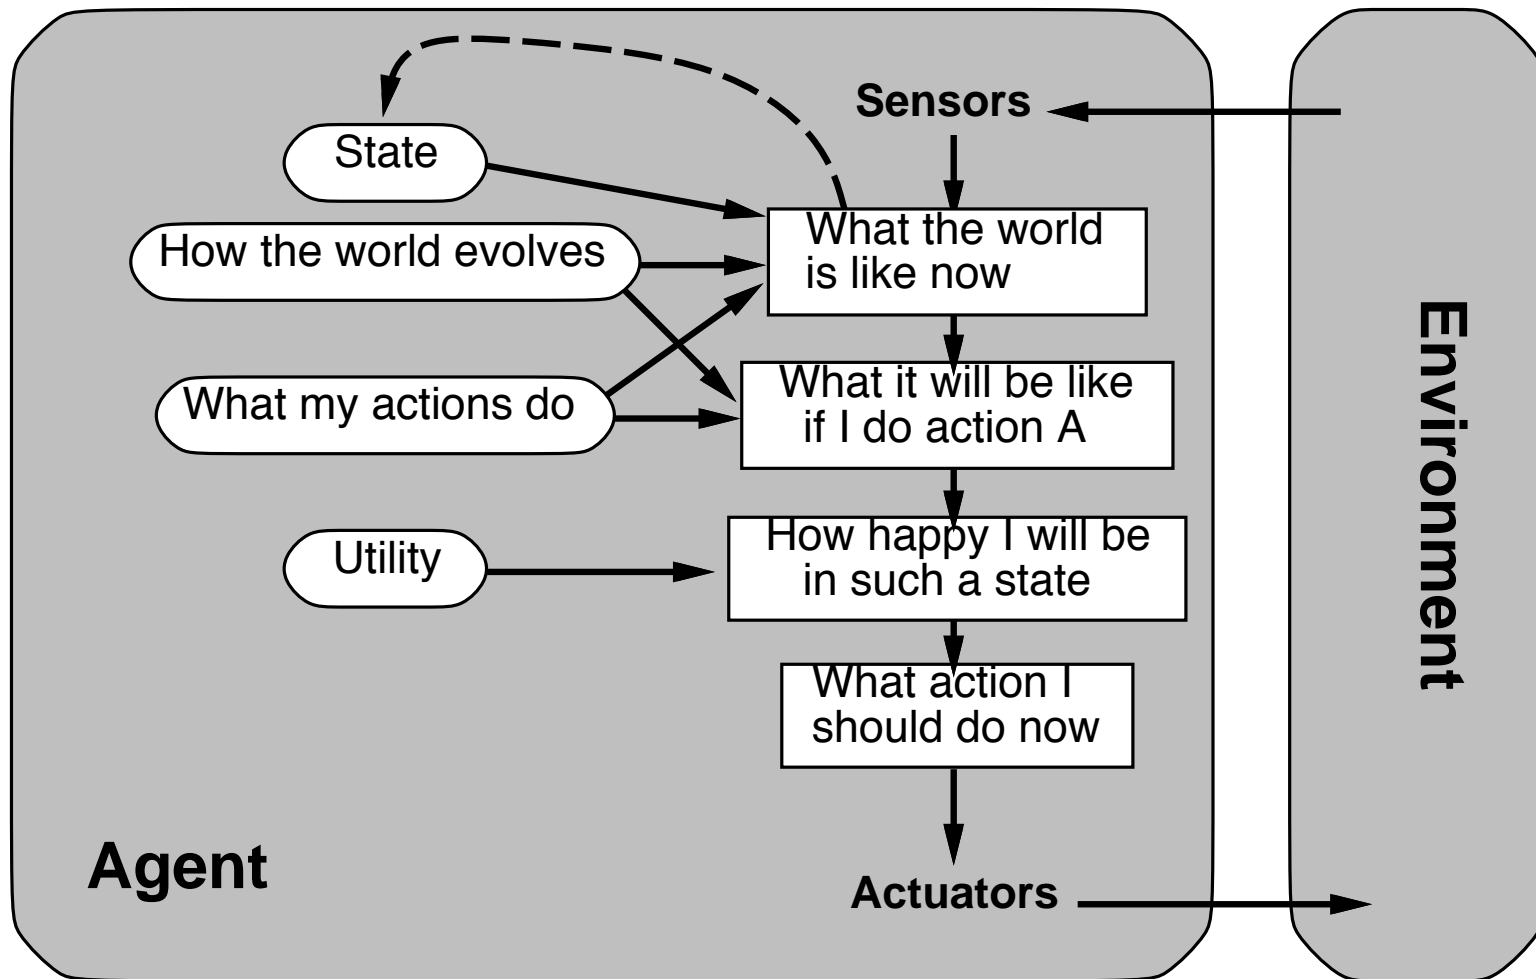 Sensors
State
What the world
is like now
How the world evolves
What it will be like
if I do action A
What my actions do
How happy I will be
in such a state
Utility
What action I
should do now
Agent
Actuators
Environment